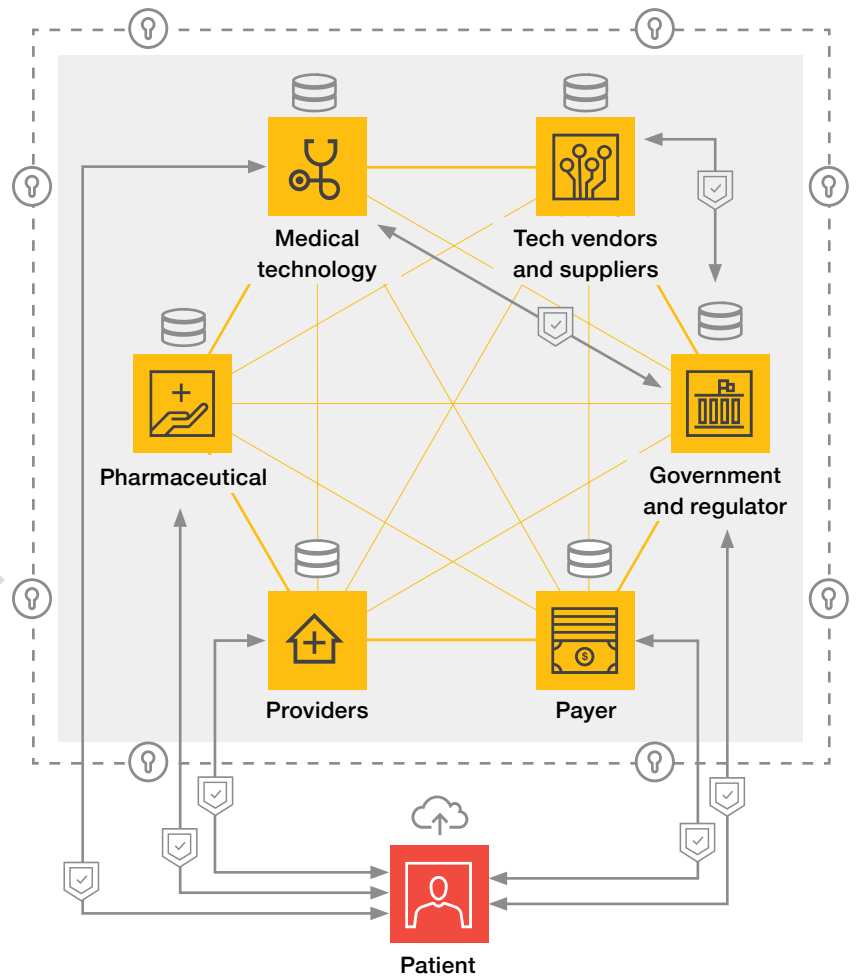 Medical
technology
Tech vendors
and suppliers
Pharmaceutical
Government
and regulator
$
Providers
Payer
Patient